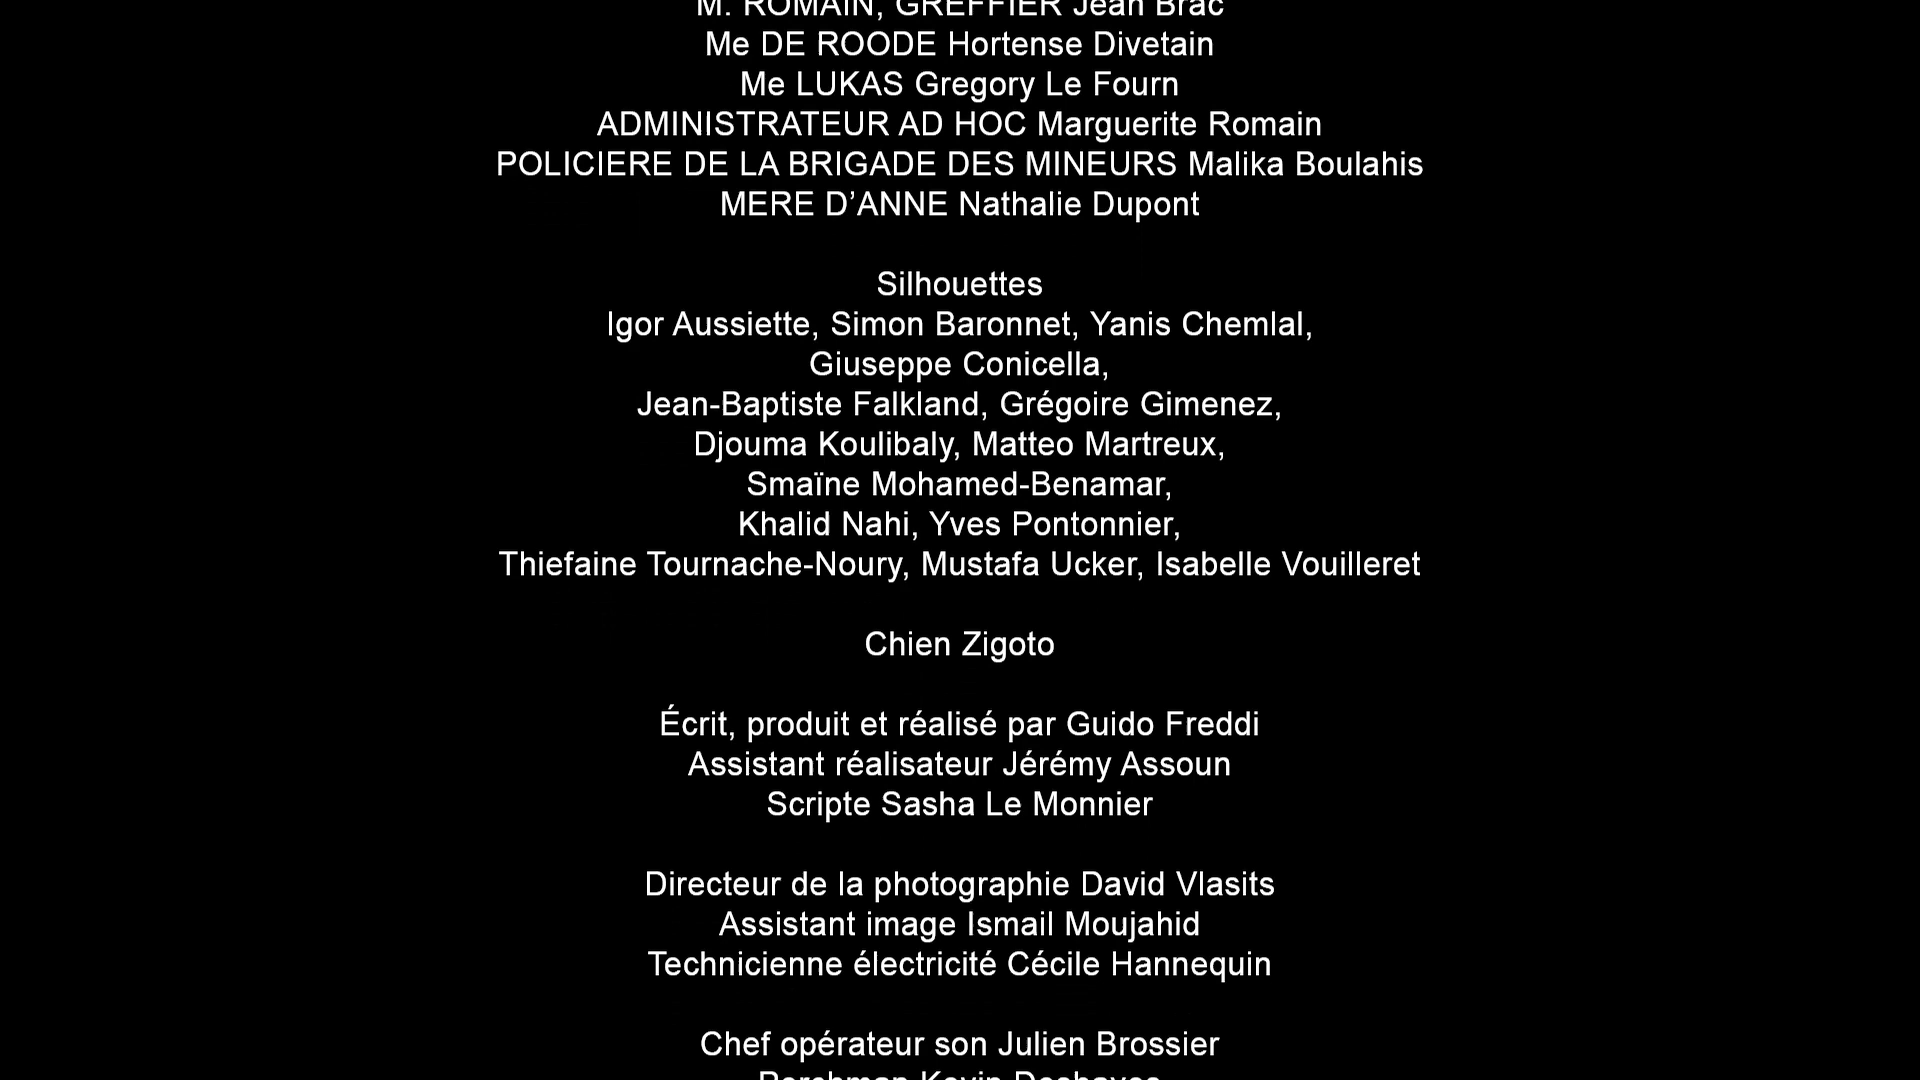 M. ROMAIN, GREFFIER Jean Brac
Me DE ROODE Hortense Divetain
Me LUKAS Gregory Le Fourn
ADMINISTRATEUR AD HOC Marguerite Romain
POLICIERE DE LA BRIGADE DES MINEURS Malika Boulahis
MERE D’ANNE Nathalie Dupont
Silhouettes
Igor Aussiette, Simon Baronnet, Yanis Chemlal,
Giuseppe Conicella,
Jean-Baptiste Falkland, Grégoire Gimenez,
Djouma Koulibaly, Matteo Martreux,
Smaïne Mohamed-Benamar,
Khalid Nahi, Yves Pontonnier,
Thiefaine Tournache-Noury, Mustafa Ucker, Isabelle Vouilleret
Chien Zigoto
Écrit, produit et réalisé par Guido Freddi
Assistant réalisateur Jérémy Assoun
Scripte Sasha Le Monnier
Directeur de la photographie David Vlasits
Assistant image Ismail Moujahid
Technicienne électricité Cécile Hannequin
Chef opérateur son Julien Brossier
Perchman Kevin Deshayes